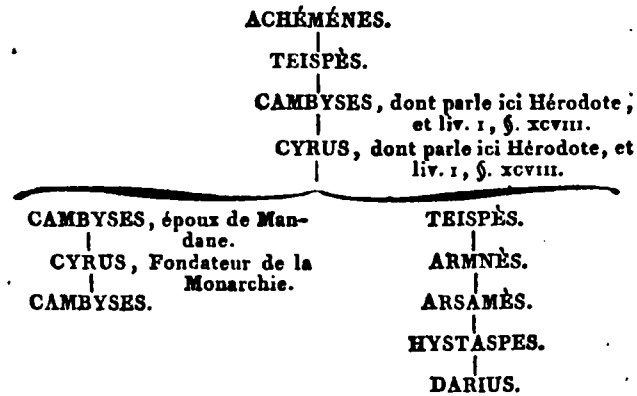 ACHÉMÉNES.
TEISPÈS.
CAMBYSES, dont parle ici Hérodote,
et liv. I, §. XCVIII.
CYRUS, dont parle ici Hérodote, et
liv. I, §. XCVIII.
CAMBYSES, époux de Man-
dane.
CYRUS, Fondateur de la
Monarchie.
CAMBYSES.
TEISPÈS.
ARMNÈS.
ARSAMÈS.
HYSTASPES.
DARIUS.